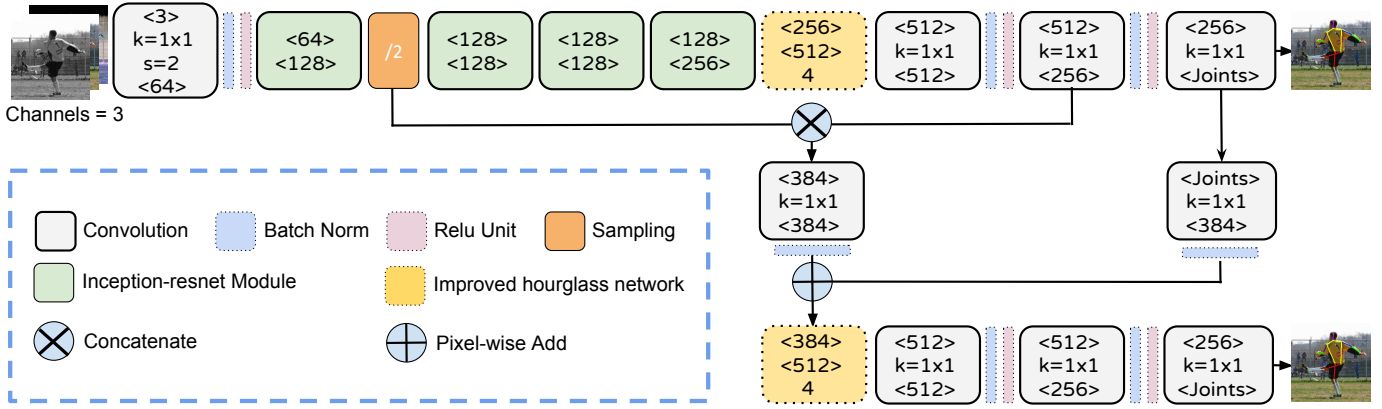 <3>
k=1x1
s=2
<64>
<64>
<128>
/2
<128>
<128>
<128>
<128>
<128>
<256>
<256>
<512>
4
<512>
k=1x1
<512>
<512>
k=1x1
<256>
<256>
k=1x1
<Joints>
Channels = 3
<384>
k=1x1
<384>
<Joints>
k=1x1
<384>
Convolution
Batch Norm
Relu Unit
Sampling
Inception-resnet Module
Improved hourglass network
Concatenate
Pixel-wise Add
<384>
<512>
4
<512>
k=1x1
<512>
<512>
k=1x1
<256>
<256>
k=1x1
<Joints>